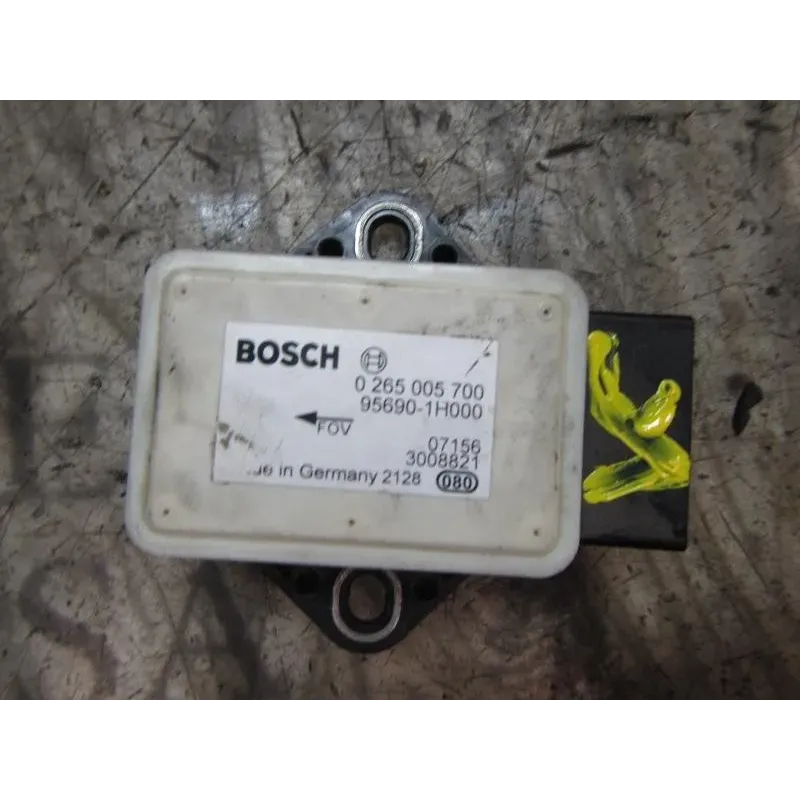 BOSCH
0 265 005 700
95690-1H000
FOV
07156
3008821
in Germany 2128
080